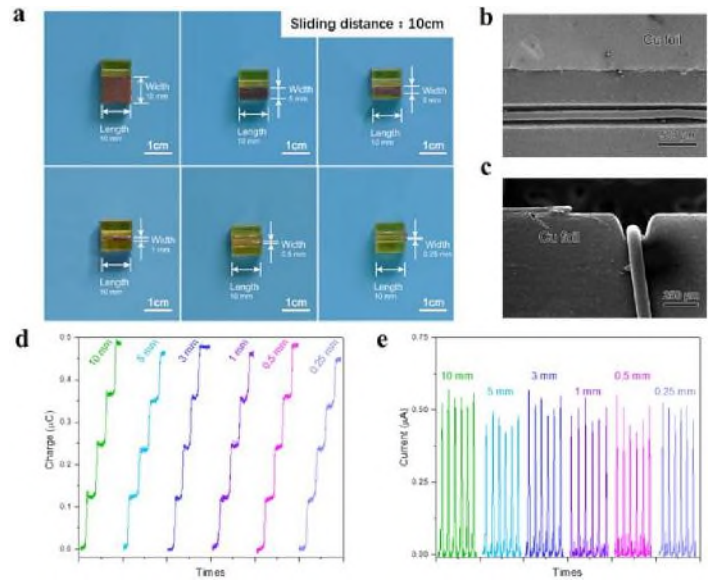 a
Sliding distance : 10cm
Width
10 mm
Length
10 mm
1cm
Width
5 mm
Length
10 mm
1cm
Width
3 mm
Length
10 mm
1cm
Width
1 mm
Length
10 mm
1cm
Width
0.5 mm
Length
10 mm
1cm
Width
0.25 mm
Length
10 mm
1cm
b
Cu foil
c
Cu foil
d
0.5
0.4
0.3
0.2
0.1
0.0
Charge (μC)
10 mm
5 mm
3 mm
1 mm
0.5 mm
0.25 mm
Times
e
0.75
0.50
0.25
0.00
Current (μA)
10 mm
5 mm
3 mm
1 mm
0.5 mm
0.25 mm
Times